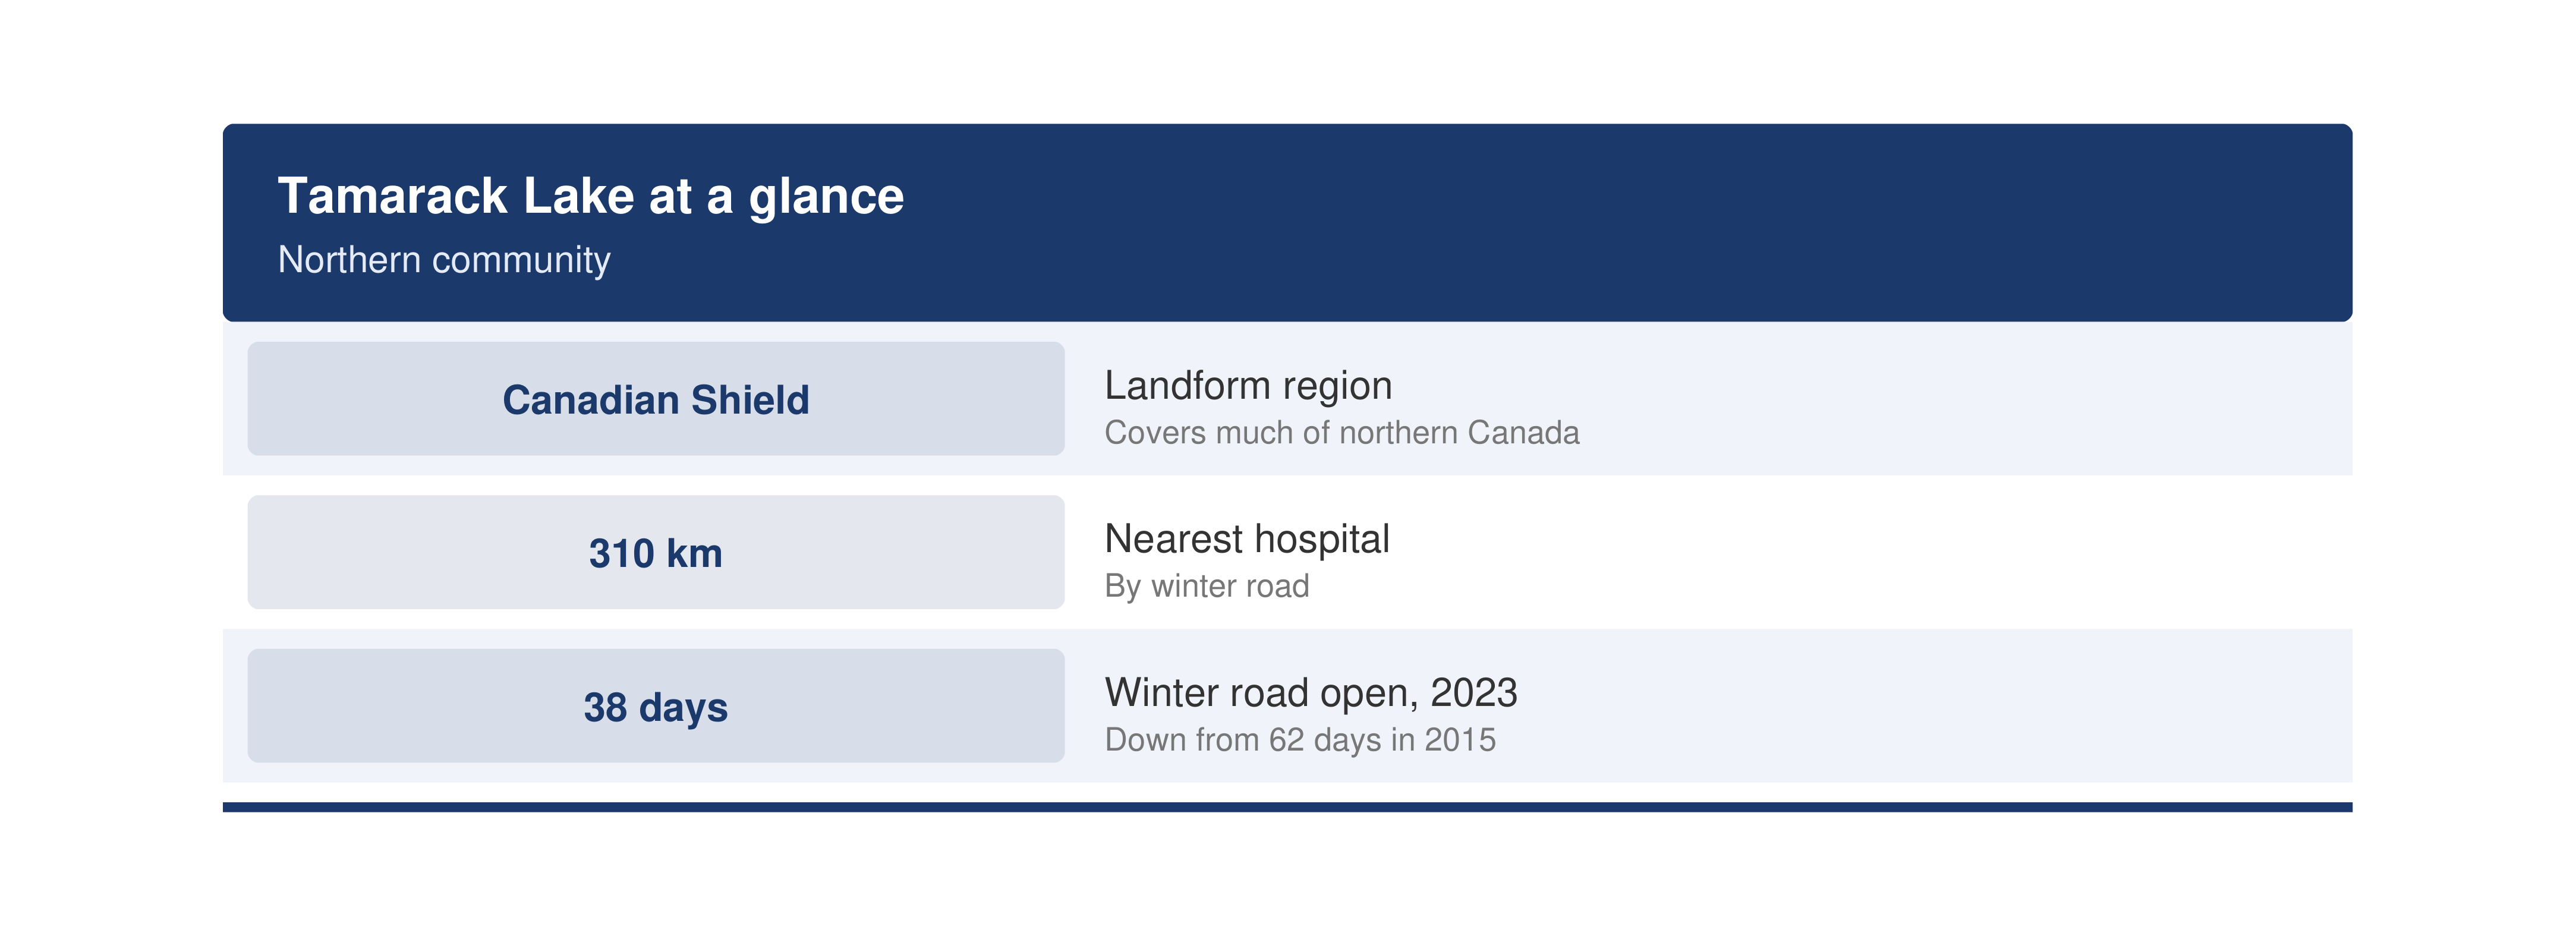 Tamarack Lake at a glance
Northern community
Canadian Shield
Landform region
Covers much of northern Canada
310 km
Nearest hospital
By winter road
38 days
Winter road open, 2023
Down from 62 days in 2015